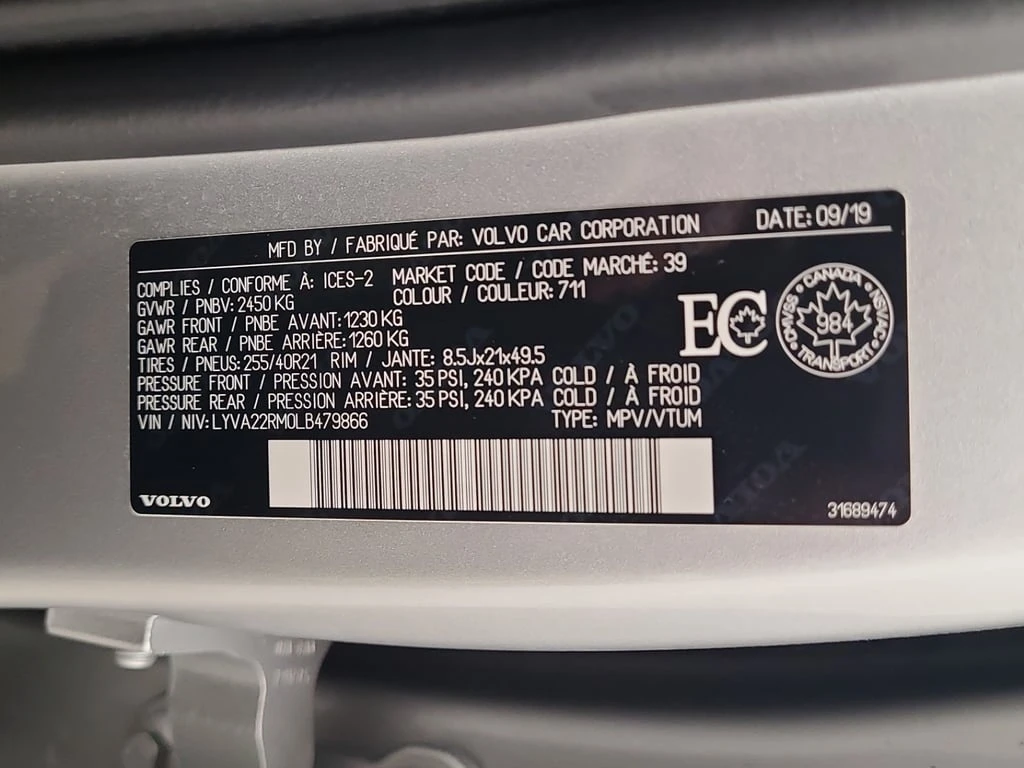 MFD BY / FABRIQUÉ PAR: VOLVO CAR CORPORATION DATE: 09/19
COMPLIES / CONFORME À: ICES-2 MARKET CODE / CODE MARCHÉ: 39
GVWR / PNBV: 2450 KG COLOUR / COULEUR: 711
GAWR FRONT / PNBE AVANT: 1230 KG
GAWR REAR / PNBE ARRIÈRE: 1260 KG
TIRES / PNEUS: 255/40R21 RIM / JANTE: 8.5Jx21x49.5
PRESSURE FRONT / PRESSION AVANT: 35 PSI, 240 KPA COLD / À FROID
PRESSURE REAR / PRESSION ARRIÈRE: 35 PSI, 240 KPA COLD / À FROID
VIN / NIV: LYVA22RM0LB479866 TYPE: MPV/VTUM
EC
CANADA
CMVSS
984
NSVAC
TRANSPORT
VOLVO
31689474